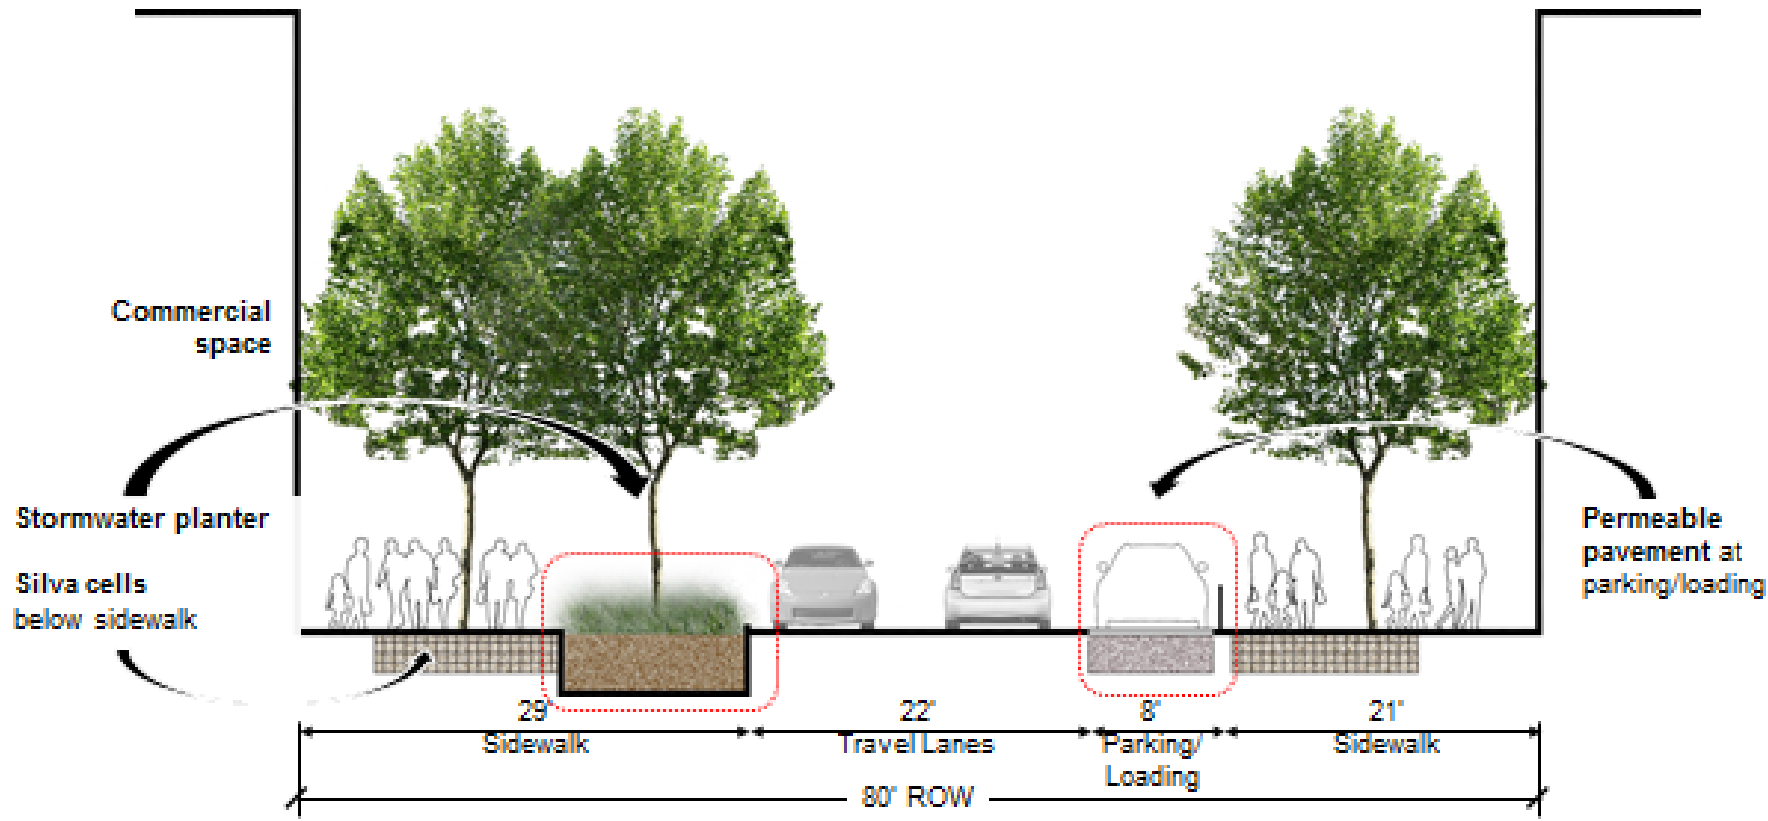 Commercial
space
Stormwater planter
Silva cells
below sidewalk
Permeable
pavement at
parking/loading
29'
Sidewalk
22'
Travel Lanes
8'
Parking/
Loading
21'
Sidewalk
80' ROW